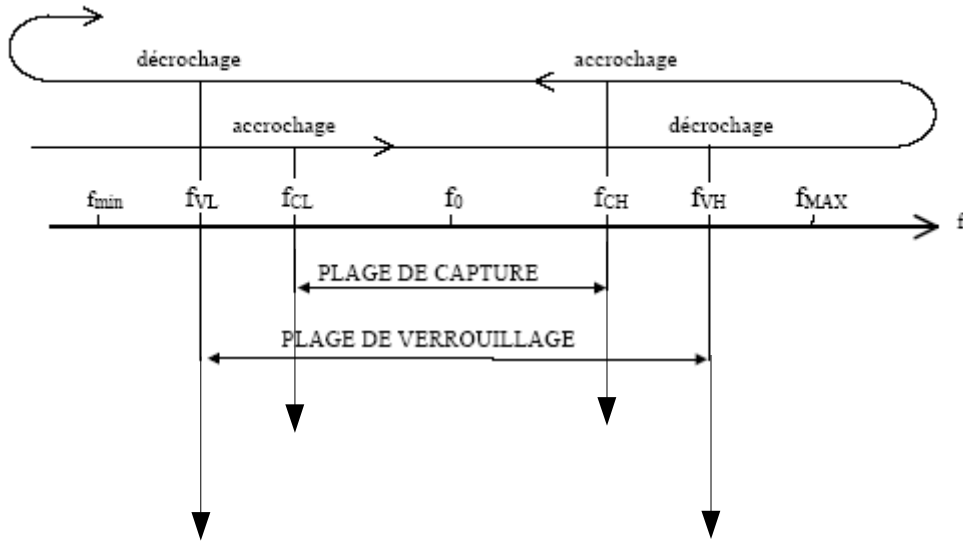 décrochage accrochage
accrochage décrochage
fmin fVL fCL f0 fCH fVH fMAX
f
PLAGE DE CAPTURE
PLAGE DE VERROUILLAGE